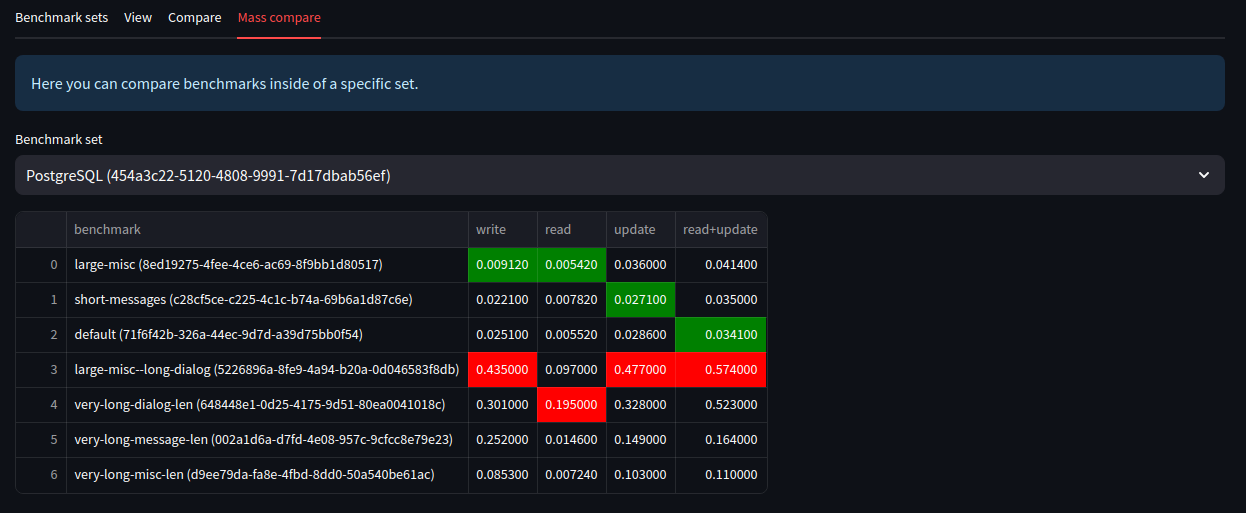 Benchmark sets View Compare Mass compare
Here you can compare benchmarks inside of a specific set.
Benchmark set
PostgreSQL (454a3c22-5120-4808-9991-7d17dbab56ef)
benchmark write read update read+update
0 large-misc (8ed19275-4fee-4ce6-ac69-8f9bb1d80517) 0.009120 0.005420 0.036000 0.041400
1 short-messages (c28cf5ce-c225-4c1c-b74a-69b6a1d87c6e) 0.022100 0.007820 0.027100 0.035000
2 default (71f6f42b-326a-44ec-9d7d-a39d75bb0f54) 0.025100 0.005520 0.028600 0.034100
3 large-misc--long-dialog (5226896a-8fe9-4a94-b20a-0d046583f8db) 0.435000 0.097000 0.477000 0.574000
4 very-long-dialog-len (648448e1-0d25-4175-9d51-80ea0041018c) 0.301000 0.195000 0.328000 0.523000
5 very-long-message-len (002a1d6a-d7fd-4e08-957c-9cfcc8e79e23) 0.252000 0.014600 0.149000 0.164000
6 very-long-misc-len (d9ee79da-fa8e-4fbd-8dd0-50a540be61ac) 0.085300 0.007240 0.103000 0.110000